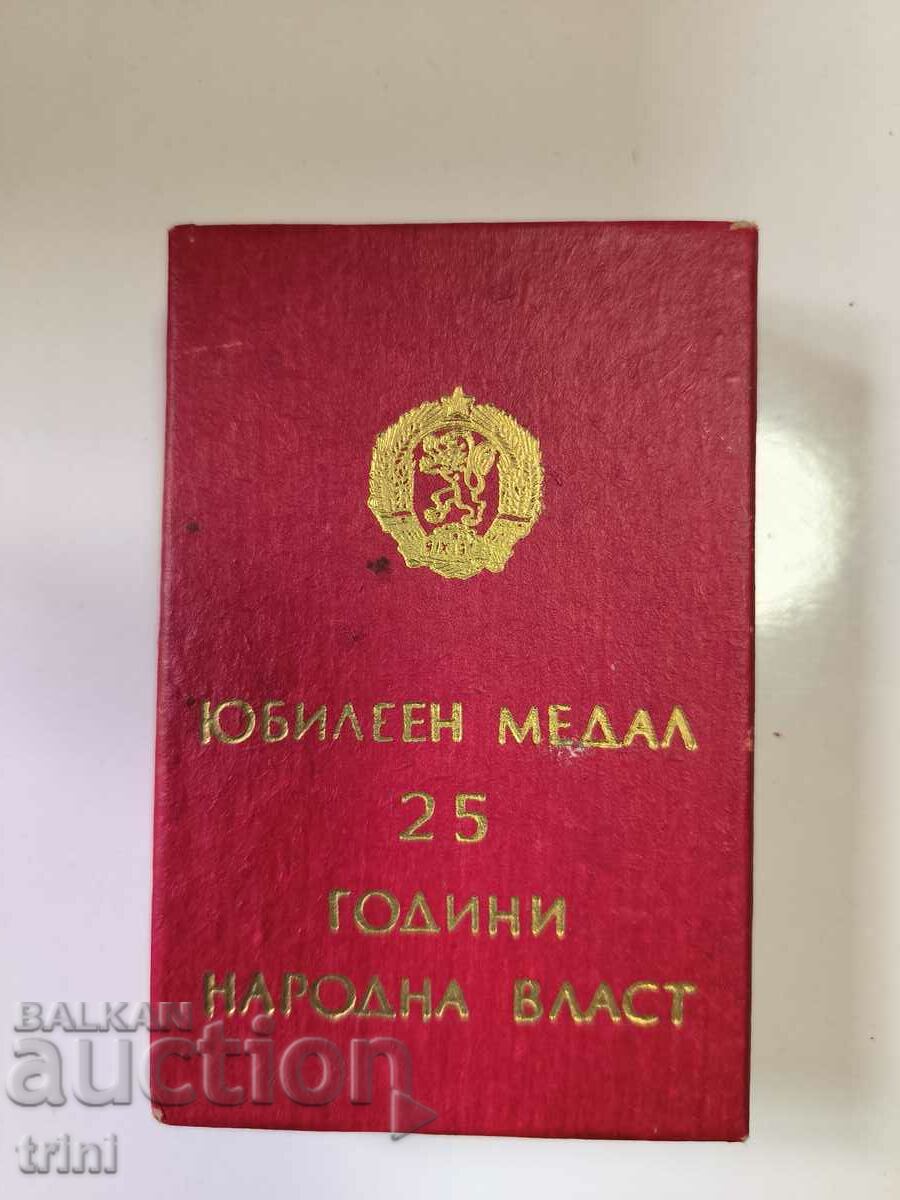 ЮБИЛЕЕН МЕДАЛ
25
ГОДИНИ
НАРОДНА ВЛАСТ
BALKAN
auction
trini